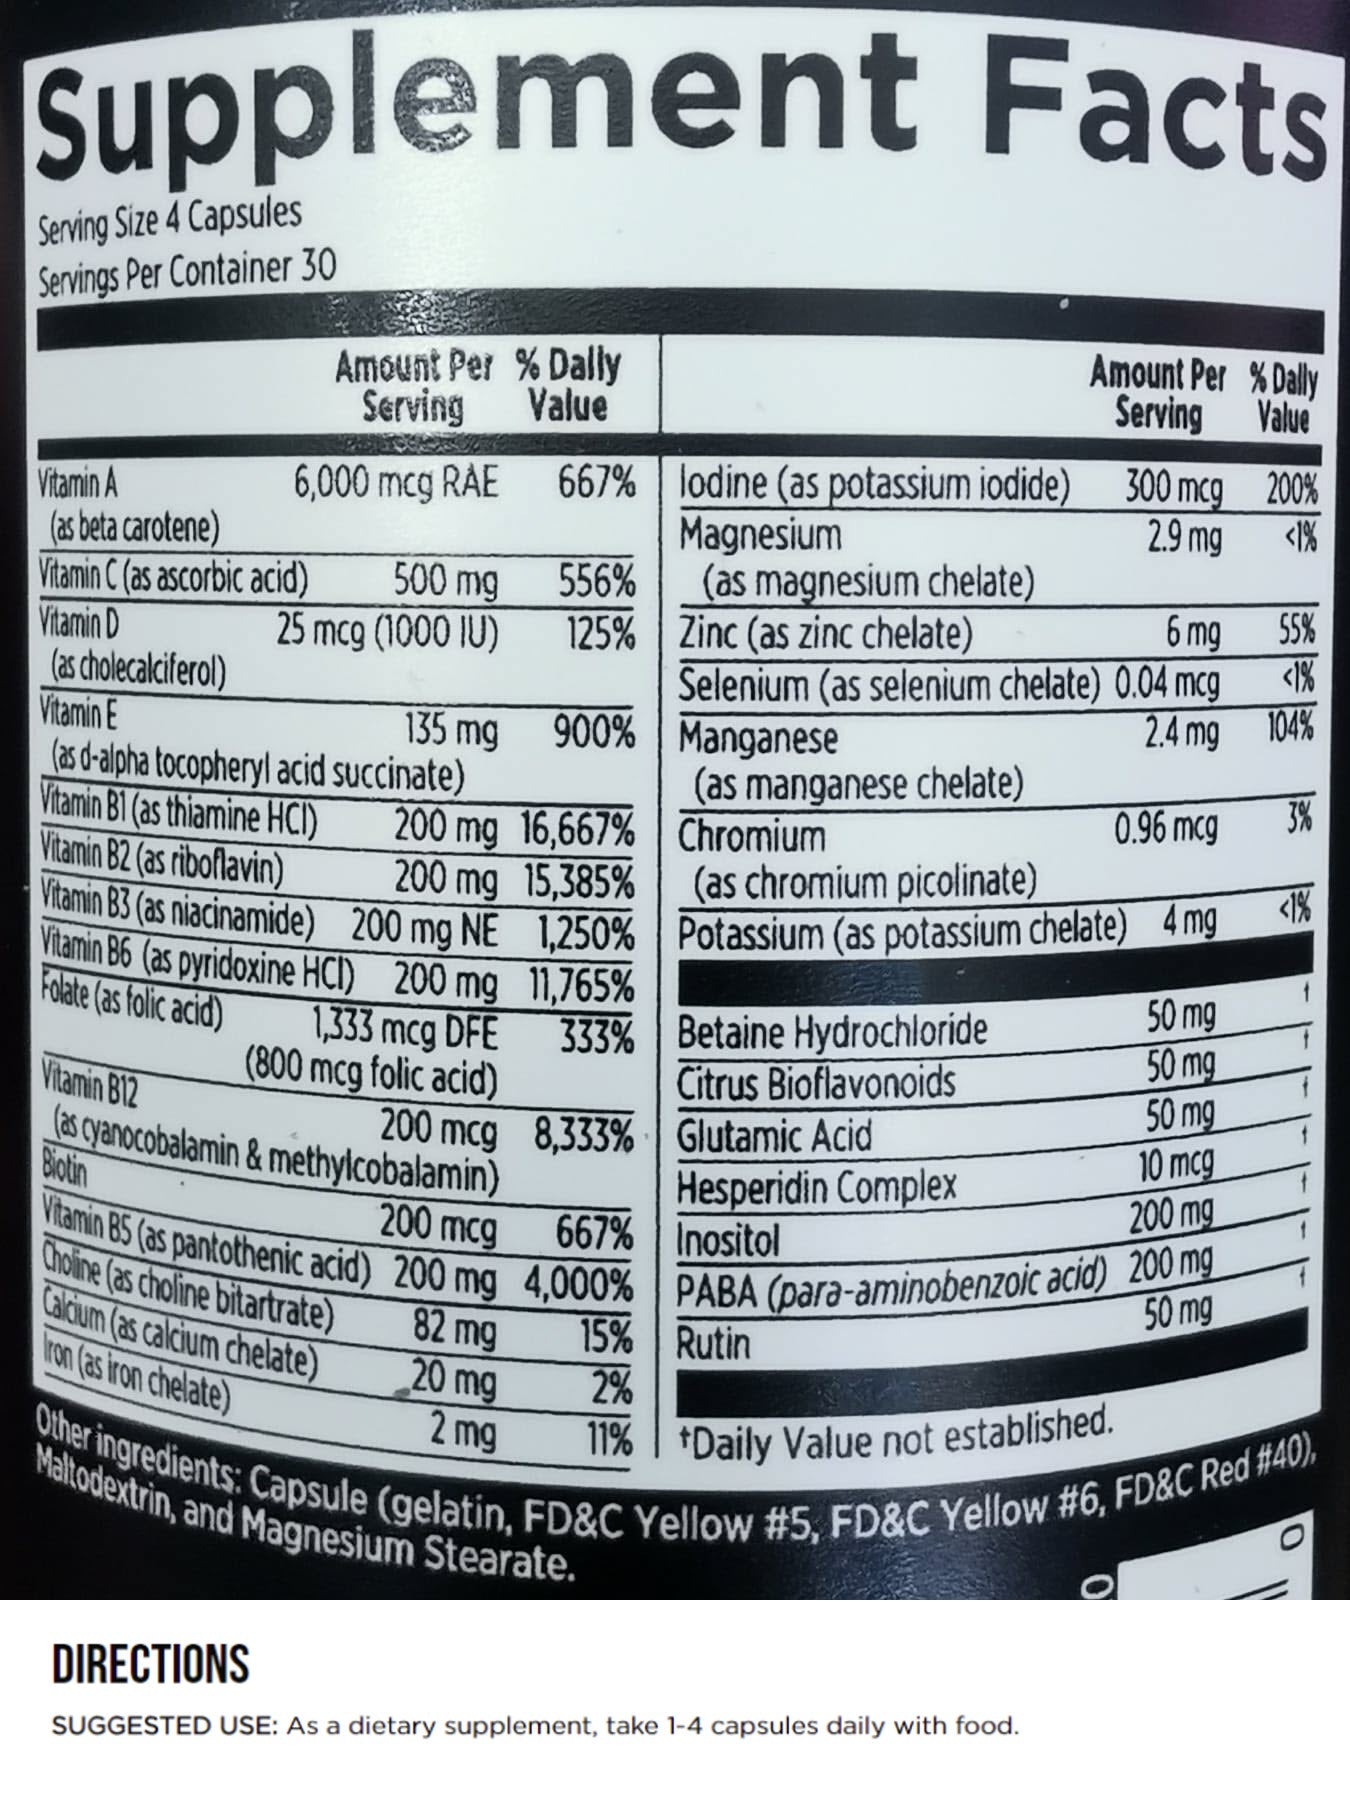 Supplement Facts
Serving Size 4 Capsules
Servings Per Container 30
Amount Per Serving % Daily Value
Vitamin A 6,000 mcg RAE 667%
(as beta carotene)
Vitamin C (as ascorbic acid) 500 mg 556%
Vitamin D 25 mcg (1000 IU) 125%
(as cholecalciferol)
Vitamin E 135 mg 900%
(as d-alpha tocopheryl acid succinate)
Vitamin B1 (as thiamine HCl) 200 mg 16,667%
Vitamin B2 (as riboflavin) 200 mg 15,385%
Vitamin B3 (as niacinamide) 200 mg NE 1,250%
Vitamin B6 (as pyridoxine HCl) 200 mg 11,765%
Folate (as folic acid) 1,333 mcg DFE 333%
(800 mcg folic acid)
Vitamin B12 200 mcg 8,333%
(as cyanocobalamin & methylcobalamin)
Biotin 200 mcg 667%
Vitamin B5 (as pantothenic acid) 200 mg 4,000%
Choline (as choline bitartrate) 82 mg 15%
Calcium (as calcium chelate) 20 mg 2%
Iron (as iron chelate) 2 mg 11%
Amount Per Serving % Daily Value
Iodine (as potassium iodide) 300 mcg 200%
Magnesium 2.9 mg <1%
(as magnesium chelate)
Zinc (as zinc chelate) 6 mg 55%
Selenium (as selenium chelate) 0.04 mcg <1%
Manganese 2.4 mg 104%
(as manganese chelate)
Chromium 0.96 mcg 3%
(as chromium picolinate)
Potassium (as potassium chelate) 4 mg <1%
Betaine Hydrochloride 50 mg †
Citrus Bioflavonoids 50 mg †
Glutamic Acid 50 mg †
Hesperidin Complex 10 mcg †
Inositol 200 mg †
PABA (para-aminobenzoic acid) 200 mg †
Rutin 50 mg †
†Daily Value not established.
Other ingredients: Capsule (gelatin, FD&C Yellow #5, FD&C Yellow #6, FD&C Red #40),
Maltodextrin, and Magnesium Stearate.
0
0
DIRECTIONS
SUGGESTED USE: As a dietary supplement, take 1-4 capsules daily with food.